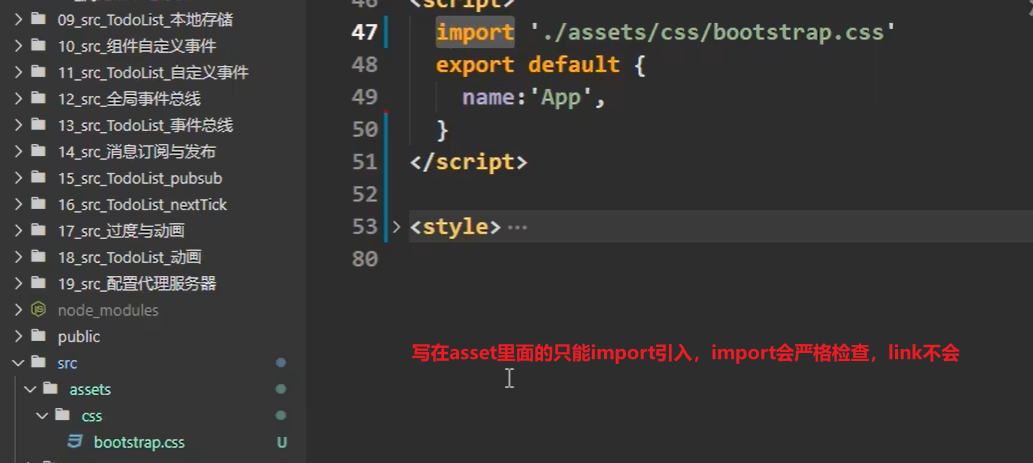 09_src_TodoList_本地存储
10_src_组件自定义事件
11_src_TodoList_自定义事件
12_src_全局事件总线
13_src_TodoList_事件总线
14_src_消息订阅与发布
15_src_TodoList_pubsub
16_src_TodoList_nextTick
17_src_过度与动画
18_src_TodoList_动画
19_src_配置代理服务器
node_modules
public
src
assets
css
bootstrap.css U
46 <script>
47 import './assets/css/bootstrap.css'
48 export default {
49 name:'App',
50 }
51 </script>
52
53 <style>···
80
写在asset里面的只能import引入，import会严格检查，link不会